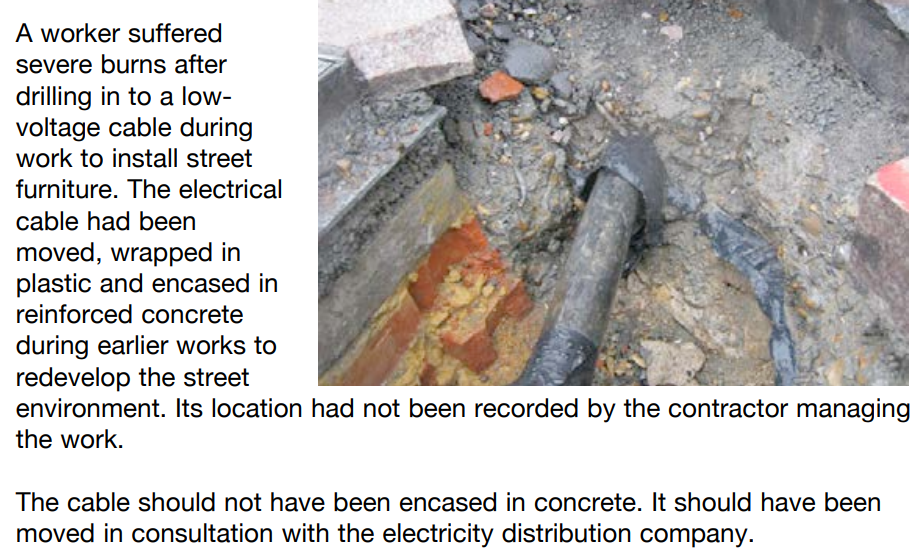 A worker suffered
severe burns after
drilling in to a low-
voltage cable during
work to install street
furniture. The electrical
cable had been
moved, wrapped in
plastic and encased in
reinforced concrete
during earlier works to
redevelop the street
environment. Its location had not been recorded by the contractor managing
the work.
The cable should not have been encased in concrete. It should have been
moved in consultation with the electricity distribution company.